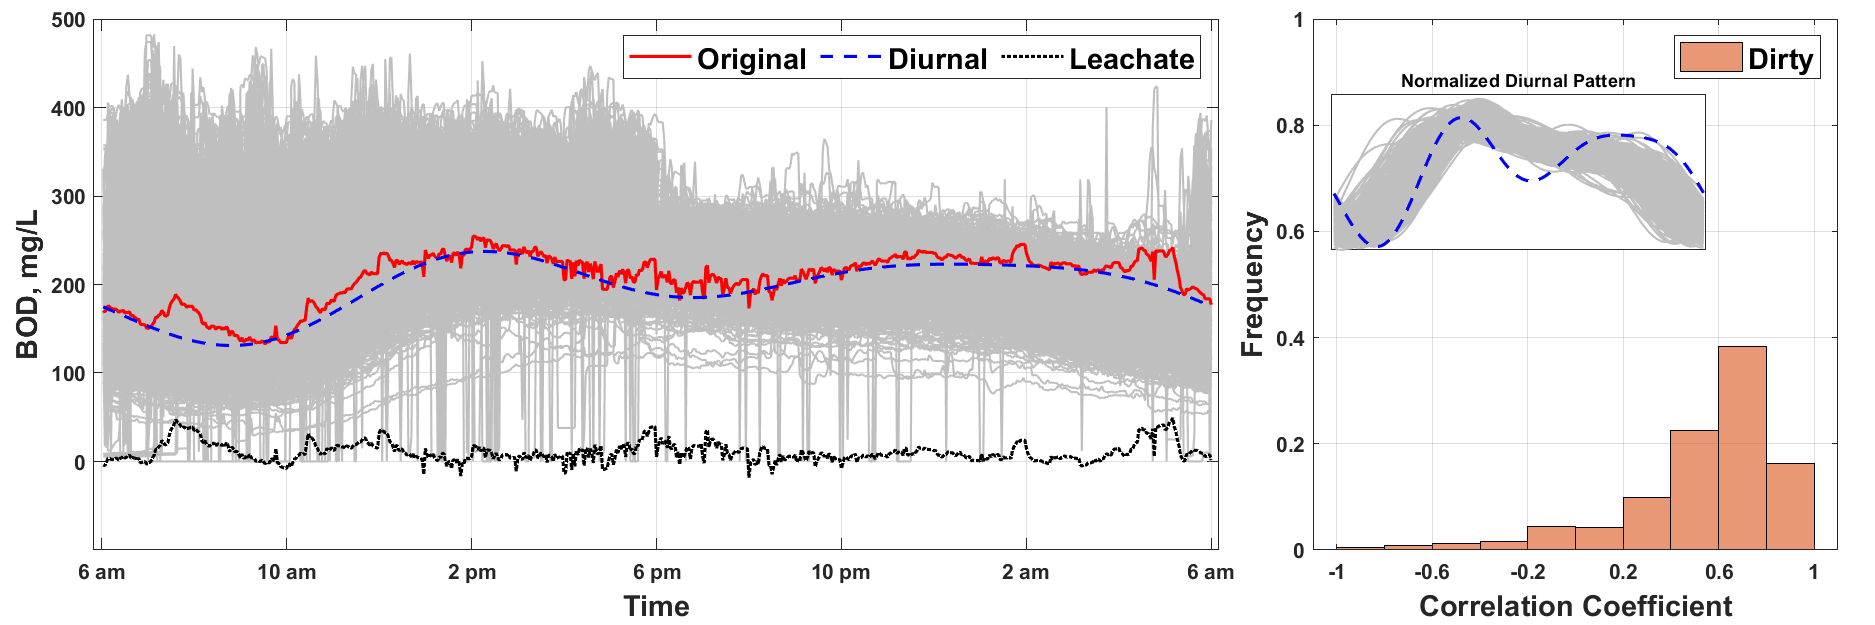 500
400
300
200
100
0
BOD, mg/L
Original Diurnal Leachate
6 am 10 am 2 pm 6 pm 10 pm 2 am 6 am
Time
1
0.8
0.6
0.4
0.2
0
Frequency
Dirty
Normalized Diurnal Pattern
-1 -0.6 -0.2 0.2 0.6 1
Correlation Coefficient